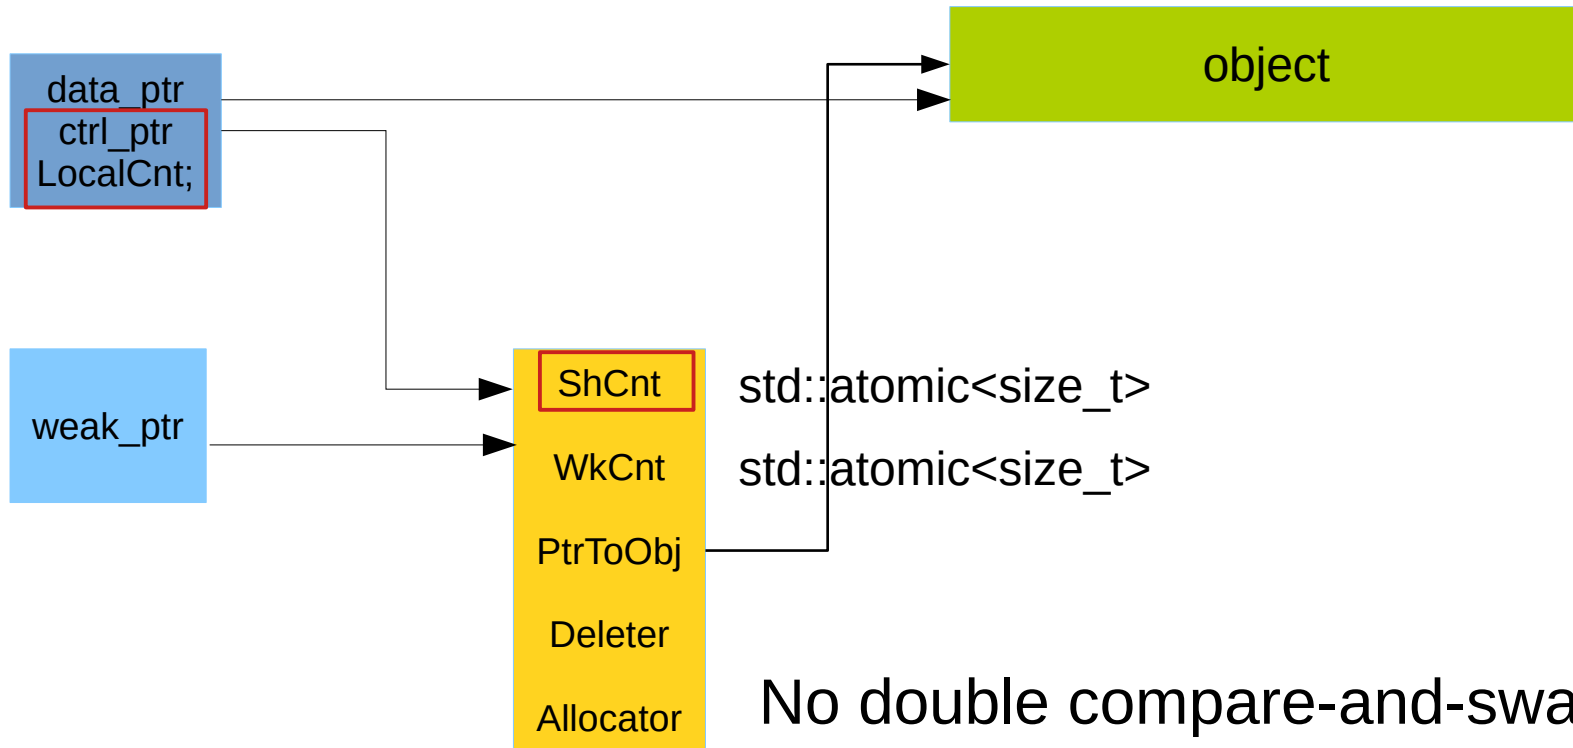 object
data_ptr
ctrl_ptr
LocalCnt;
weak_ptr
ShCnt
std::atomic<size_t>
WkCnt
std::atomic<size_t>
PtrToObj
Deleter
Allocator
No double compare-and-swa